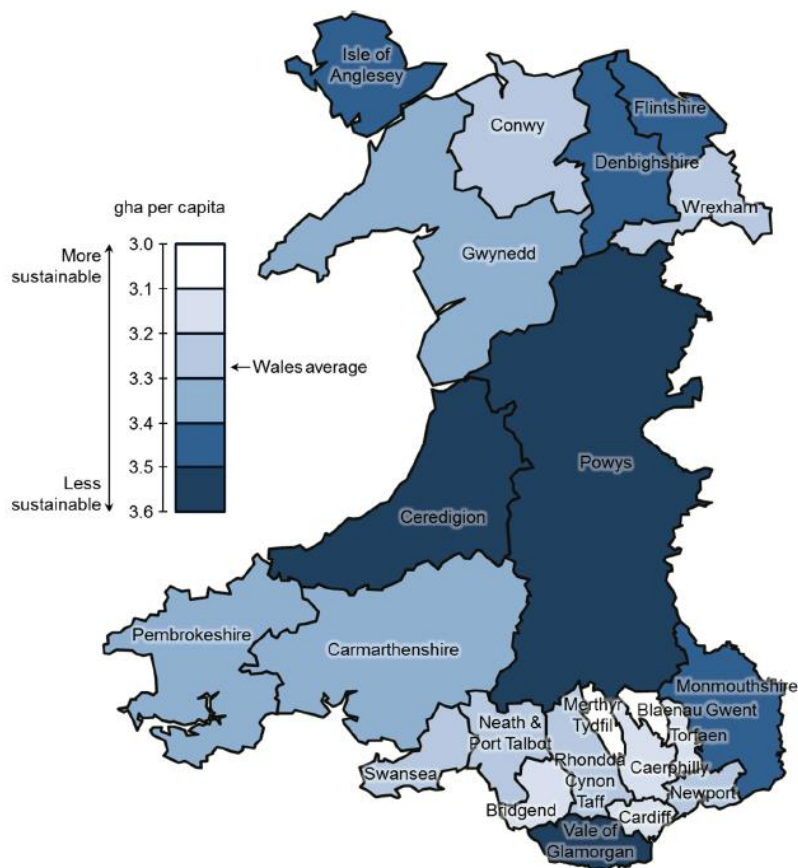 Isle of
Anglesey
Flintshire
Conwy
Denbighshire
Wrexham
gha per capita
More
sustainable
3.0
3.1
3.2
3.3
3.4
3.5
3.6
Wales average
Less
sustainable
Gwynedd
Powys
Ceredigion
Pembrokeshire
Carmarthenshire
Monmouthshire
Merthyr
Tydfil
Blaenau Gwent
Neath &
Port Talbot
Torfaen
Rhondda
Cynon
Taff
Caerphilly
Swansea
Newport
Bridgend
Cardiff
Vale of
Glamorgan